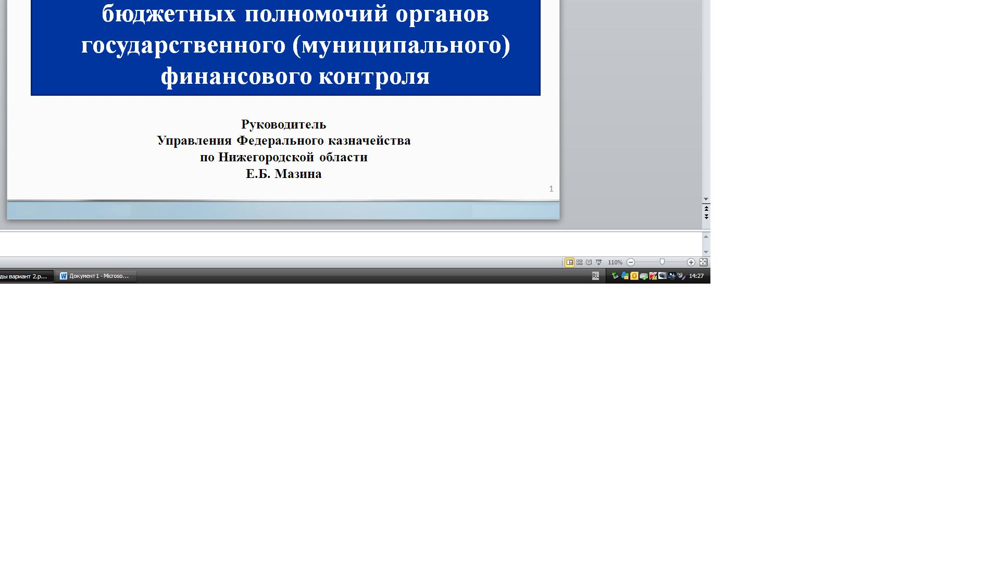 бюджетных полномочий органов
государственного (муниципального)
финансового контроля
Руководитель
Управления Федерального казначейства
по Нижегородской области
Е.Б. Мазина
1
110%
ды вариант 2.p...
Документ1 - Microso...
RL
14:27